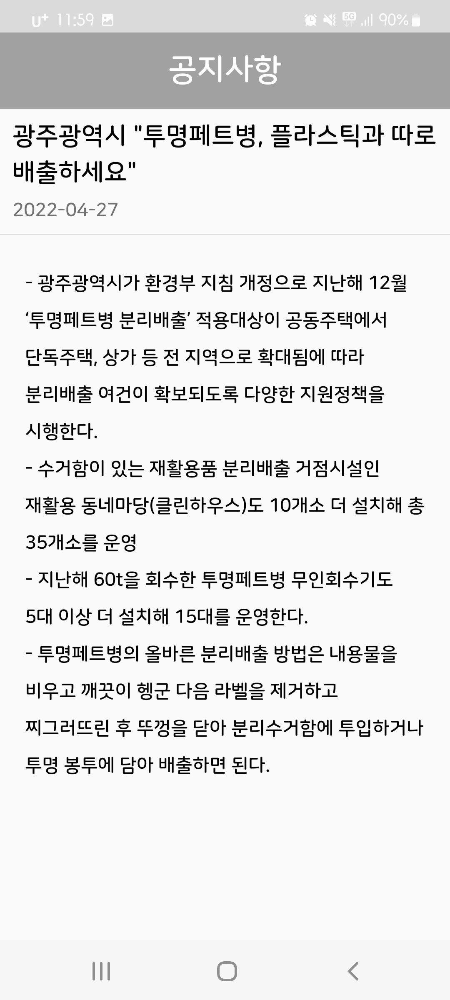 U+ 11:59 5G 90%
공지사항
광주광역시 "투명페트병, 플라스틱과 따로
배출하세요"
2022-04-27
- 광주광역시가 환경부 지침 개정으로 지난해 12월
‘투명페트병 분리배출’ 적용대상이 공동주택에서
단독주택, 상가 등 전 지역으로 확대됨에 따라
분리배출 여건이 확보되도록 다양한 지원정책을
시행한다.
- 수거함이 있는 재활용품 분리배출 거점시설인
재활용 동네마당(클린하우스)도 10개소 더 설치해 총
35개소를 운영
- 지난해 60t을 회수한 투명페트병 무인회수기도
5대 이상 더 설치해 15대를 운영한다.
- 투명페트병의 올바른 분리배출 방법은 내용물을
비우고 깨끗이 헹군 다음 라벨을 제거하고
찌그러뜨린 후 뚜껑을 닫아 분리수거함에 투입하거나
투명 봉투에 담아 배출하면 된다.